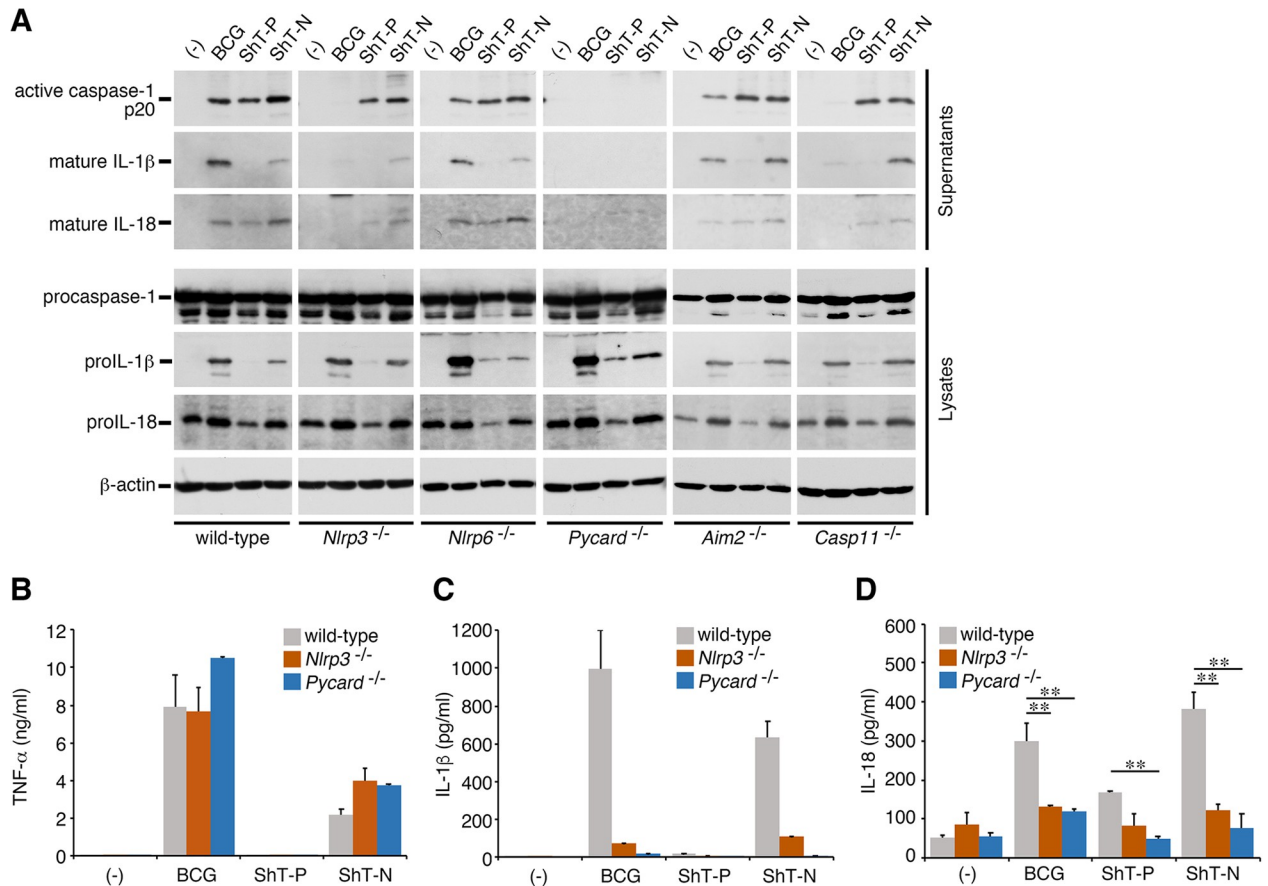 A
(-) BCG ShT-P ShT-N (-) BCG ShT-P ShT-N (-) BCG ShT-P ShT-N (-) BCG ShT-P ShT-N (-) BCG ShT-P ShT-N (-) BCG ShT-P ShT-N
active caspase-1
p20
mature IL-1β
mature IL-18
Supernatants
procaspase-1
proIL-1β
proIL-18
β-actin
Lysates
wild-type Nlrp3 -/- Nlrp6 -/- Pycard -/- Aim2 -/- Casp11 -/-
B
TNF-α (ng/ml)
12
10
8
6
4
2
0
wild-type
Nlrp3 -/-
Pycard -/-
(-) BCG ShT-P ShT-N
C
IL-1β (pg/ml)
1200
1000
800
600
400
200
0
wild-type
Nlrp3 -/-
Pycard -/-
(-) BCG ShT-P ShT-N
D
IL-18 (pg/ml)
600
500
400
300
200
100
0
wild-type
Nlrp3 -/-
Pycard -/-
**
**
**
**
**
(-) BCG ShT-P ShT-N